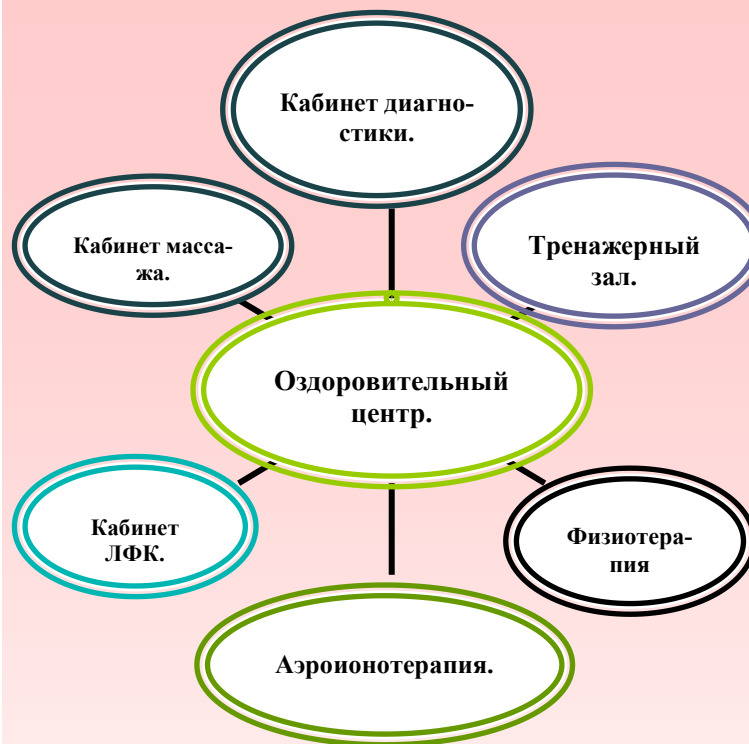 Кабинет диагно-
стики.
Кабинет масса-
жа.
Тренажерный
зал.
Оздоровительный
центр.
Кабинет
ЛФК.
Физиотера-
пия
Аэроионотерапия.